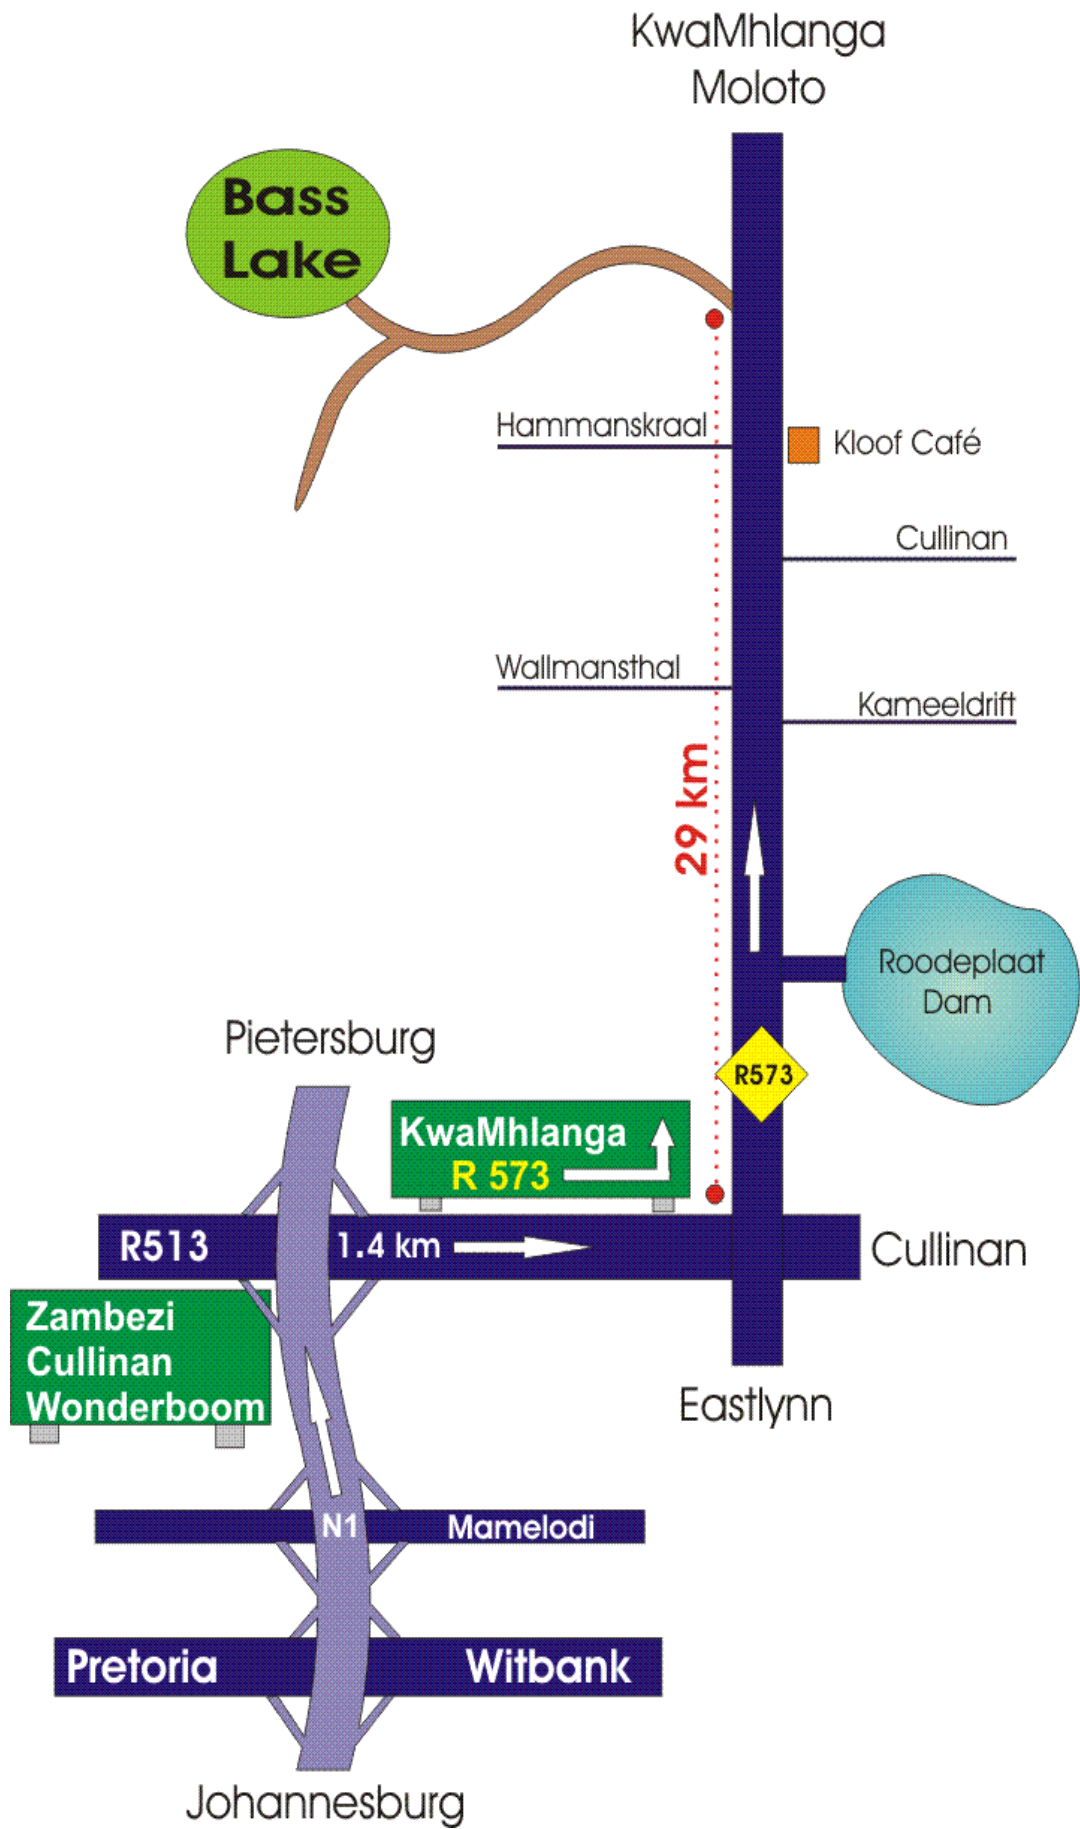 KwaMhlanga
Moloto
Bass
Lake
Hammanskraal
Kloof Café
Cullinan
Wallmansthal
Kameeldrift
29 km
Roodeplaat
Dam
Pietersburg
R573
KwaMhlanga
R 573
R513
1.4 km
Cullinan
Zambezi
Cullinan
Wonderboom
Eastlynn
N1
Mamelodi
Pretoria
Witbank
Johannesburg